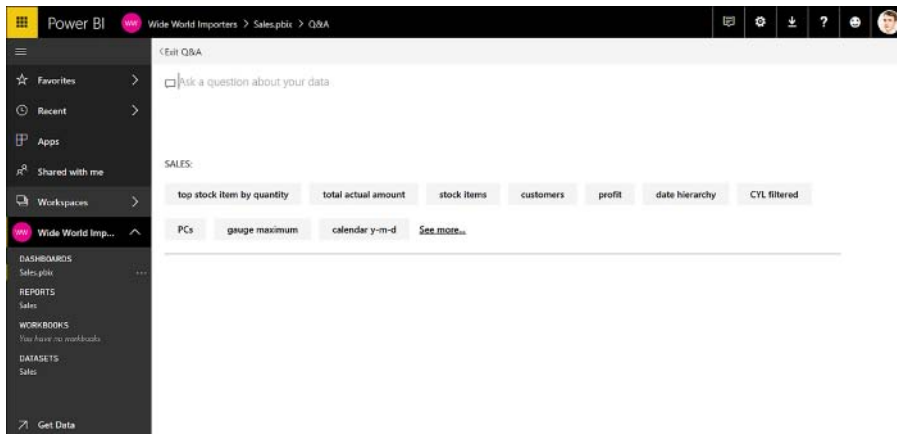 Power BI WW Wide World Importers > Sales.pbix > Q&A ?
<Exit Q&A
Ask a question about your data
Favorites
Recent
Apps
Shared with me
Workspaces
WW Wide World Imp...
DASHBOARDS
Sales.pbix ...
REPORTS
Sales
WORKBOOKS
You have no workbooks
DATASETS
Sales
Get Data
SALES:
top stock item by quantity total actual amount stock items customers profit date hierarchy CYL filtered
PCs gauge maximum calendar y-m-d See more...